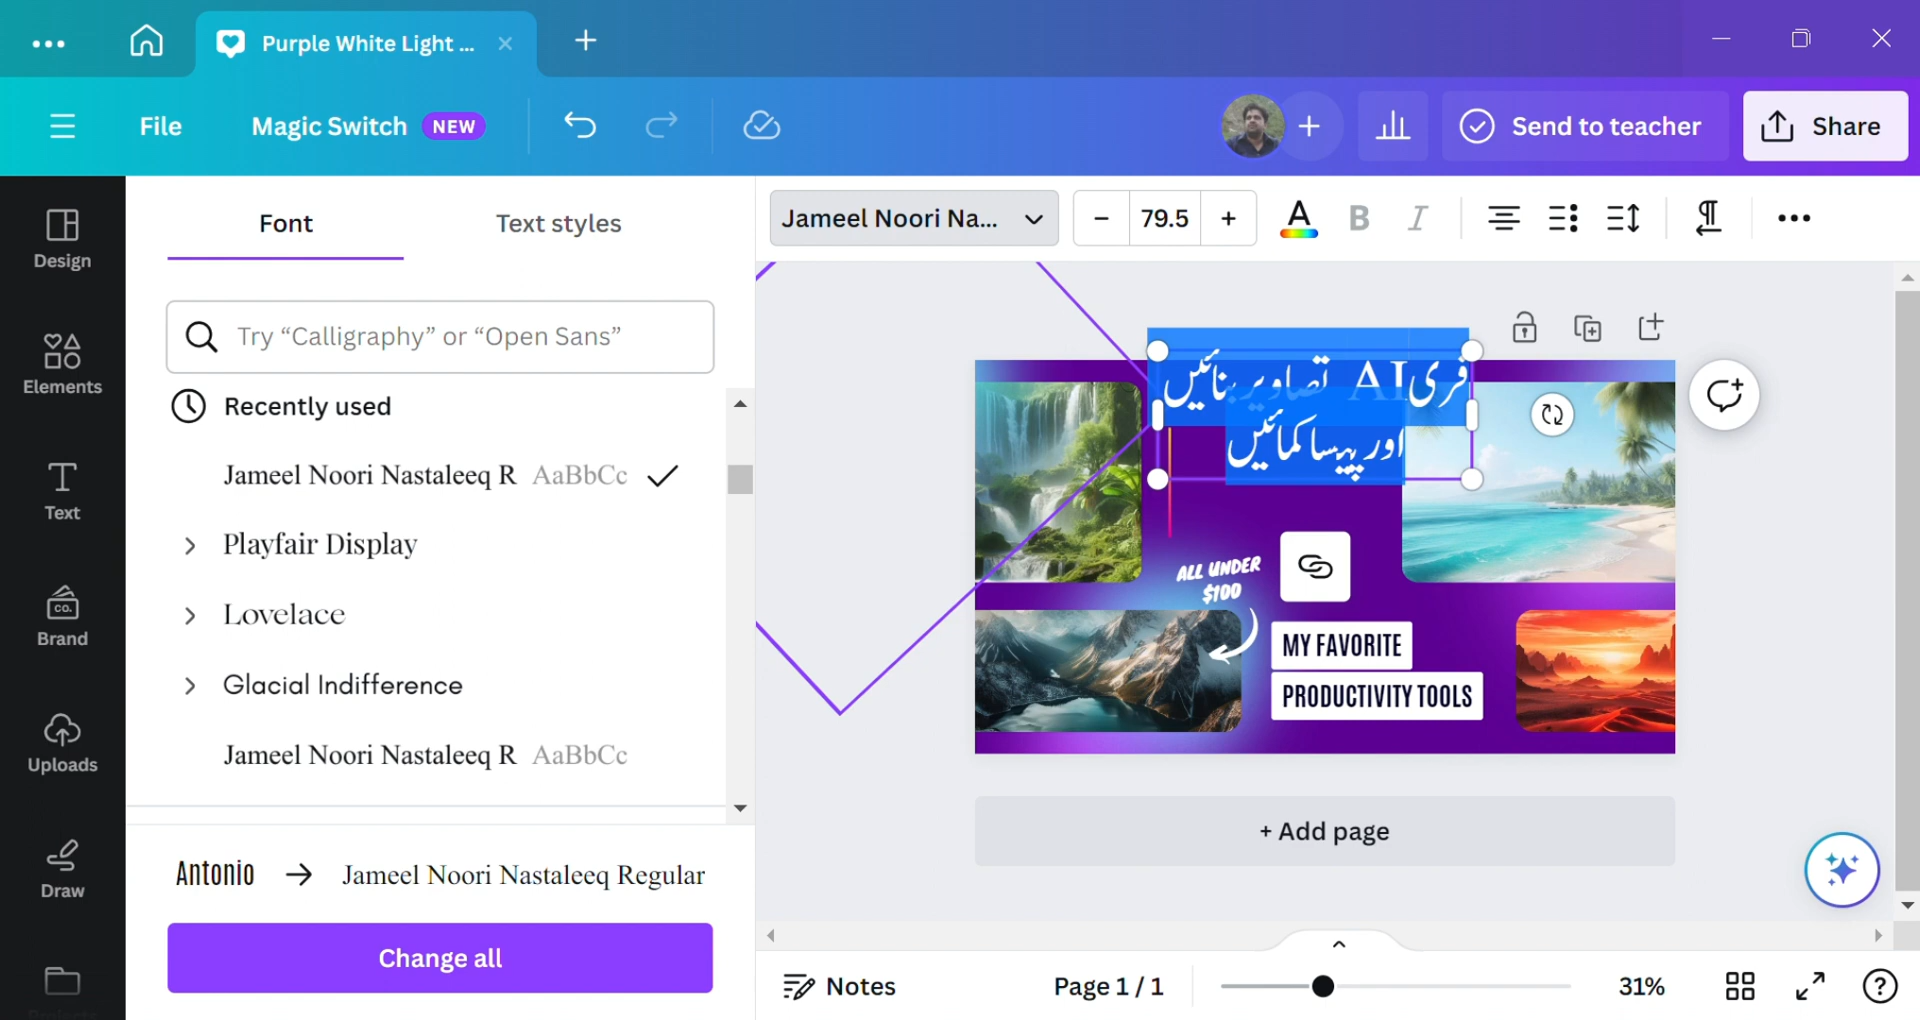 Purple White Light ...
File
Magic Switch NEW
Send to teacher
Share
Design
Elements
Text
CO.
Brand
Uploads
Draw
Font
Text styles
Try “Calligraphy” or “Open Sans”
Recently used
Jameel Noori Nastaleeq R AaBbCc
Playfair Display
Lovelace
Glacial Indifference
Jameel Noori Nastaleeq R AaBbCc
Antonio → Jameel Noori Nastaleeq Regular
Change all
Jameel Noori Na...
− 79.5 +
A B I
فری AI تصاویر بنائیں
اور پیسا کمائیں
ALL UNDER
$100
MY FAVORITE
PRODUCTIVITY TOOLS
+ Add page
Notes
Page 1 / 1
31%